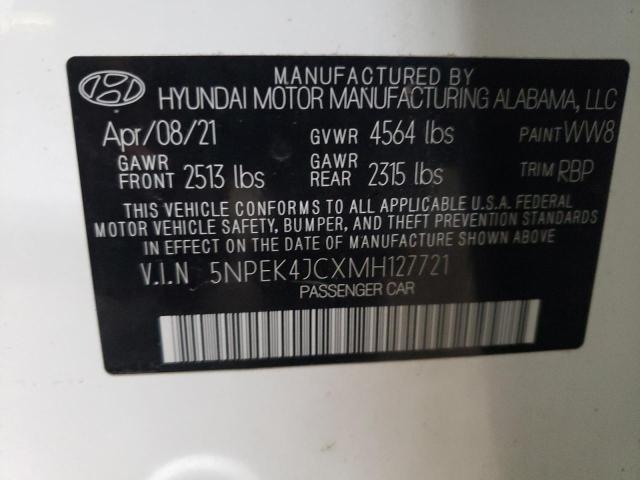 MANUFACTURED BY
HYUNDAI MOTOR MANUFACTURING ALABAMA, LLC
Apr/08/21 GVWR 4564 lbs PAINT WW8
GAWR FRONT 2513 lbs GAWR REAR 2315 lbs TRIM RBP
THIS VEHICLE CONFORMS TO ALL APPLICABLE U.S.A. FEDERAL
MOTOR VEHICLE SAFETY, BUMPER, AND THEFT PREVENTION STANDARDS
IN EFFECT ON THE DATE OF MANUFACTURE SHOWN ABOVE.
V.I.N 5NPEK4JCXMH127721
PASSENGER CAR